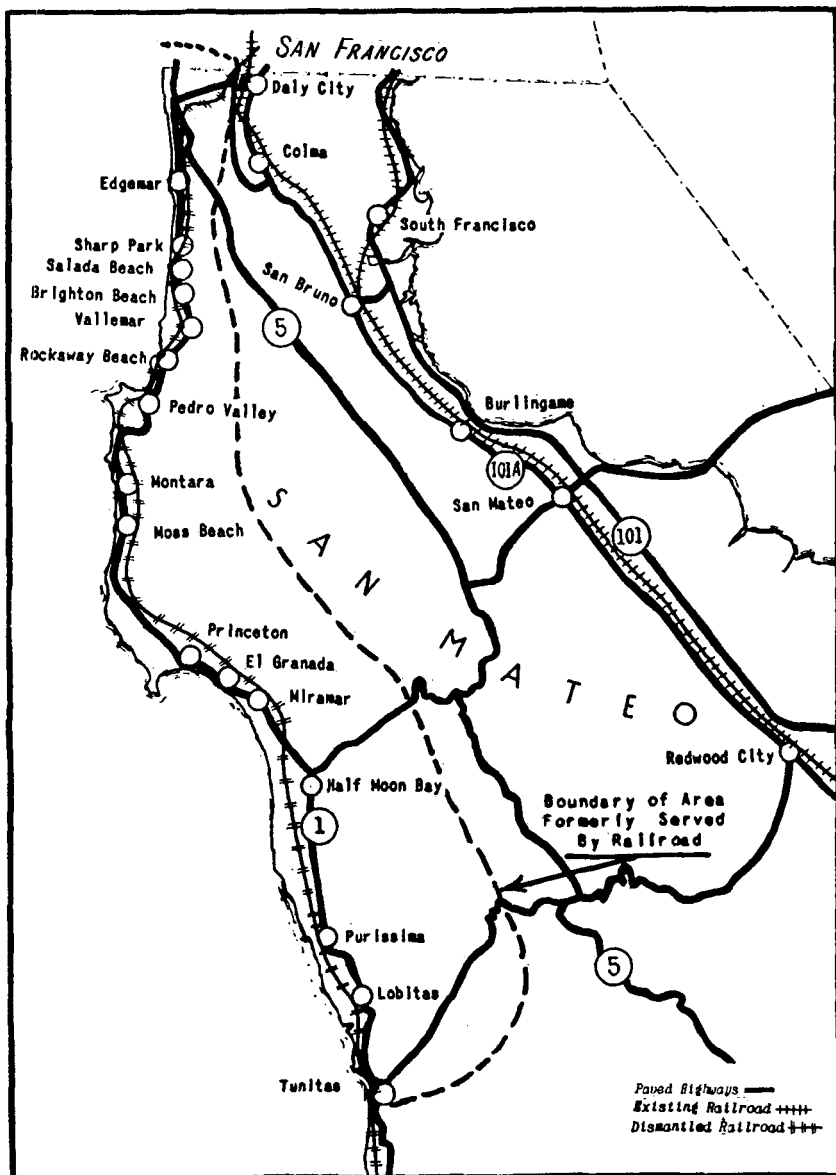 SAN FRANCISCO
Daly City
Colma
Edgemar
South Francisco
Sharp Park
Salada Beach
San Bruno
Brighton Beach
Vallemar
5
Rockaway Beach
Pedro Valley
Burlingame
101A
Montara
San Mateo
Moss Beach
101
SAN MATEO
Princeton
El Granada
Miramar
Redwood City
Half Moon Bay
Boundary of Area
Formerly Served
By Railroad
1
Purissima
5
Lobitas
Tunitas
Paved Highways
Existing Railroad
Dismantled Railroad